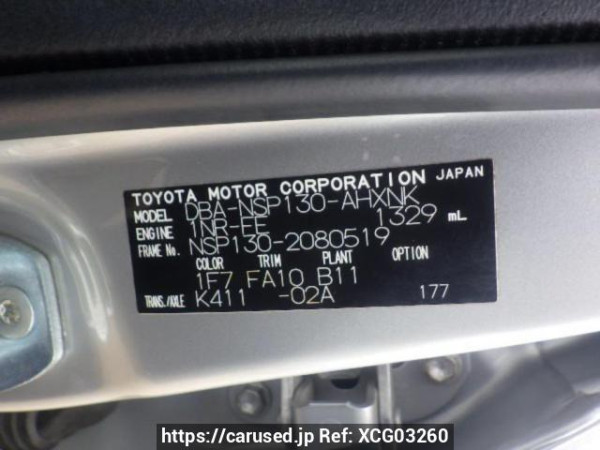 TOYOTA MOTOR CORPORATION JAPAN
MODEL DBA-NSP130-AHXNK
ENGINE 1NR-FE 1329 mL
FRAME No. NSP130-2080519
COLOR TRIM PLANT OPTION
1F7 FA10 B11
TRANS./AXLE K411 -02A 177
https://carused.jp Ref: XCG03260